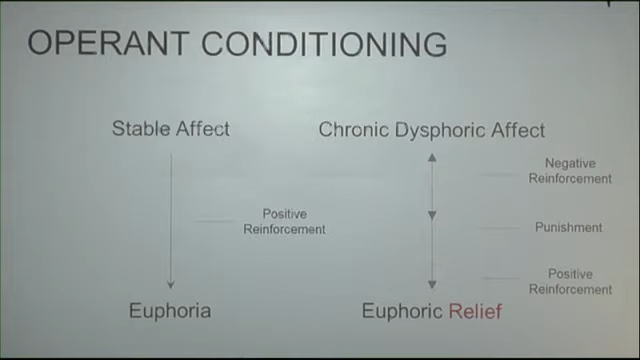 OPERANT CONDITIONING
Stable Affect
Positive
Reinforcement
Euphoria
Chronic Dysphoric Affect
Negative
Reinforcement
Punishment
Positive
Reinforcement
Euphoric Relief